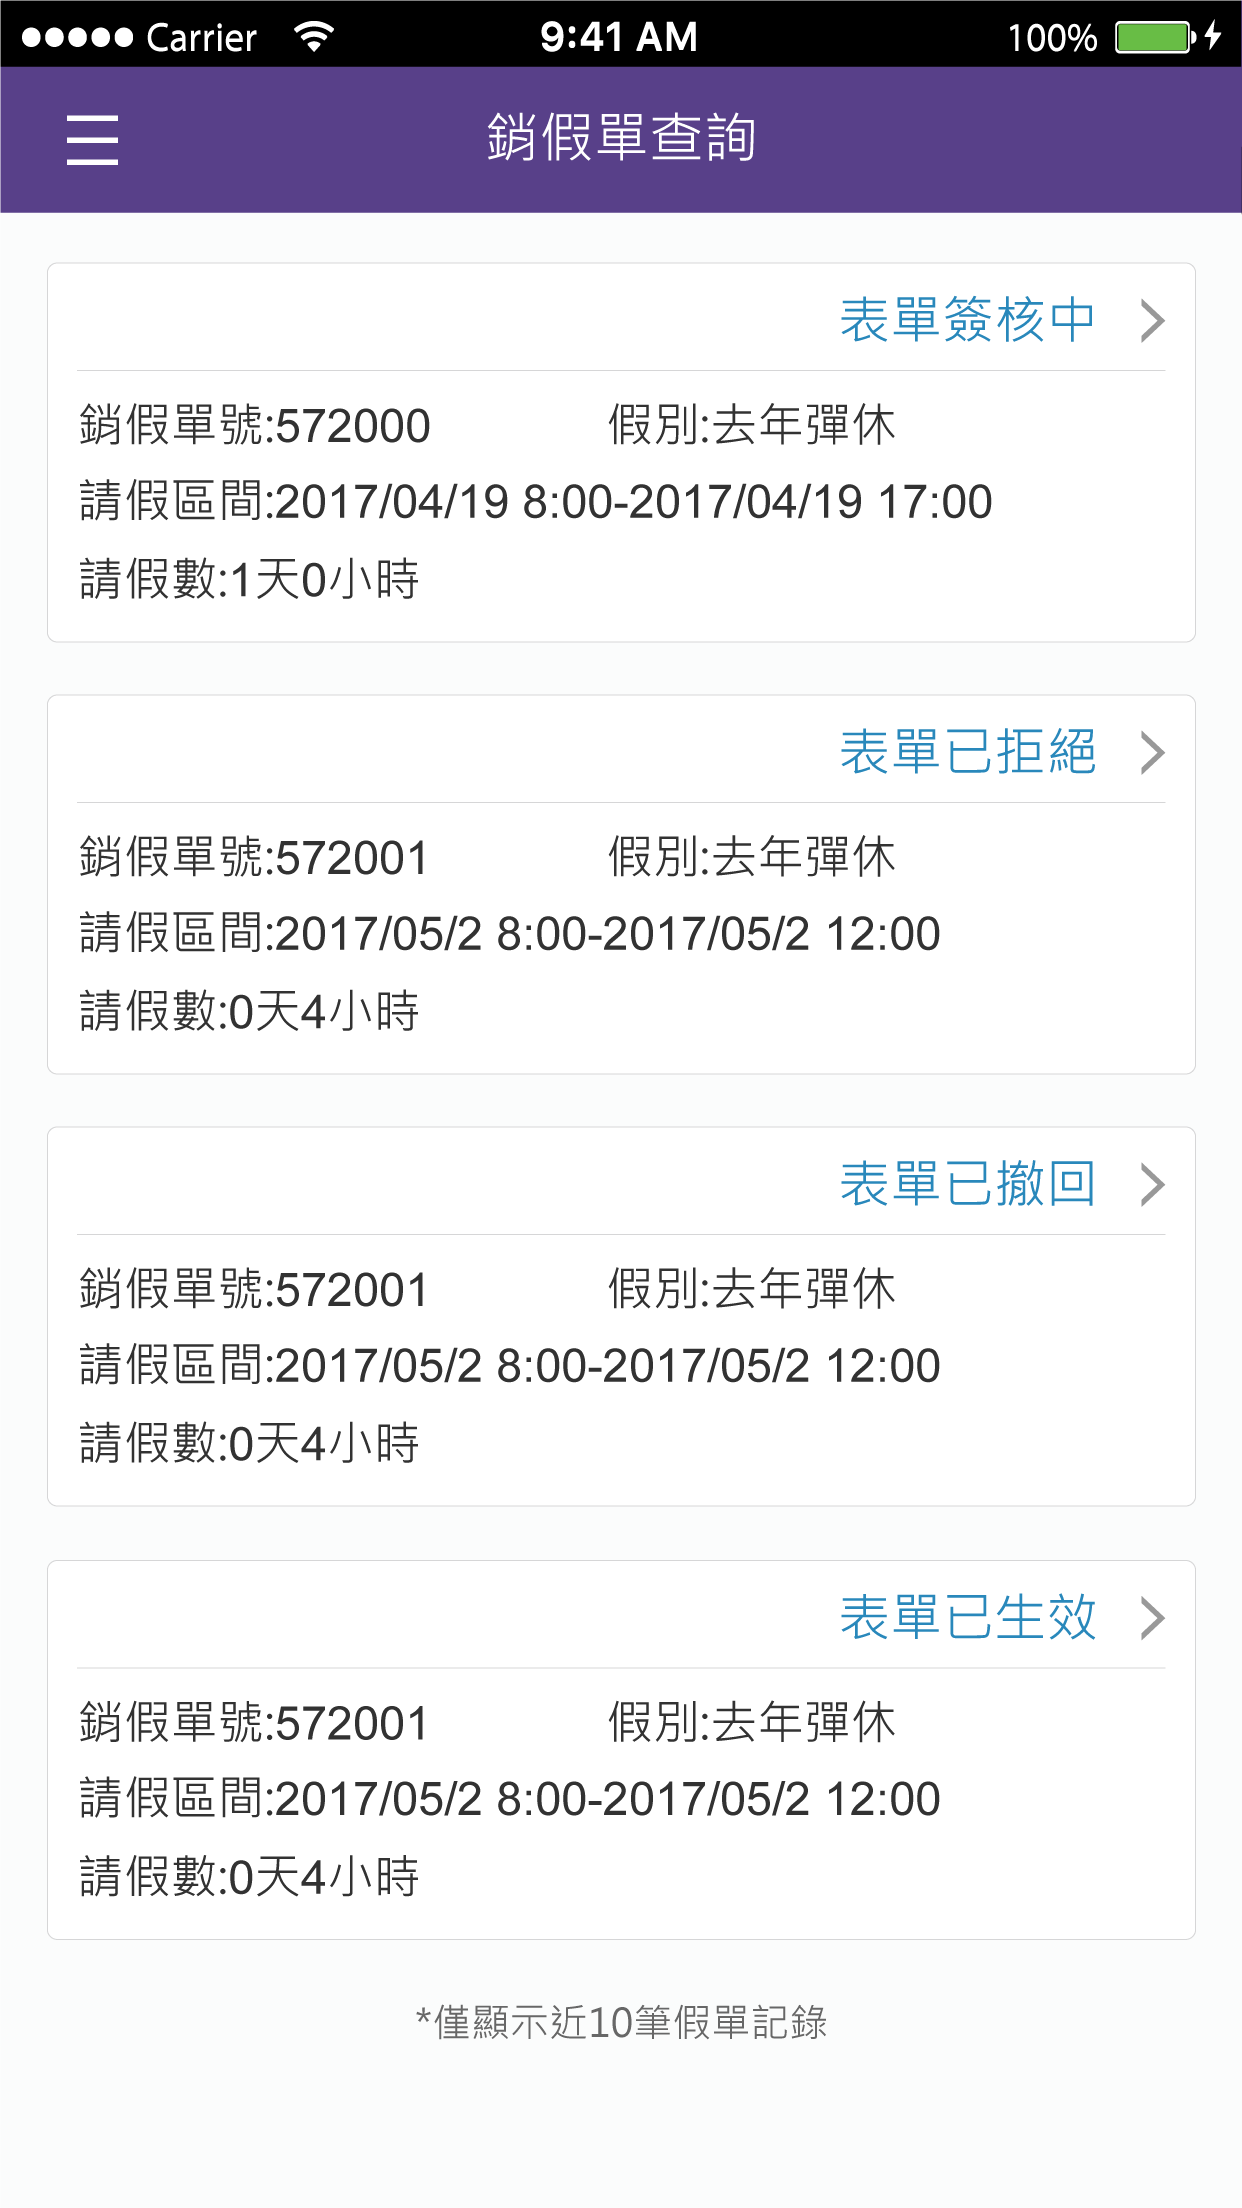 Carrier 9:41 AM 100%
銷假單查詢
表單簽核中
銷假單號:572000 假別:去年彈休
請假區間:2017/04/19 8:00-2017/04/19 17:00
請假數:1天0小時
表單已拒絕
銷假單號:572001 假別:去年彈休
請假區間:2017/05/2 8:00-2017/05/2 12:00
請假數:0天4小時
表單已撤回
銷假單號:572001 假別:去年彈休
請假區間:2017/05/2 8:00-2017/05/2 12:00
請假數:0天4小時
表單已生效
銷假單號:572001 假別:去年彈休
請假區間:2017/05/2 8:00-2017/05/2 12:00
請假數:0天4小時
*僅顯示近10筆假單記錄